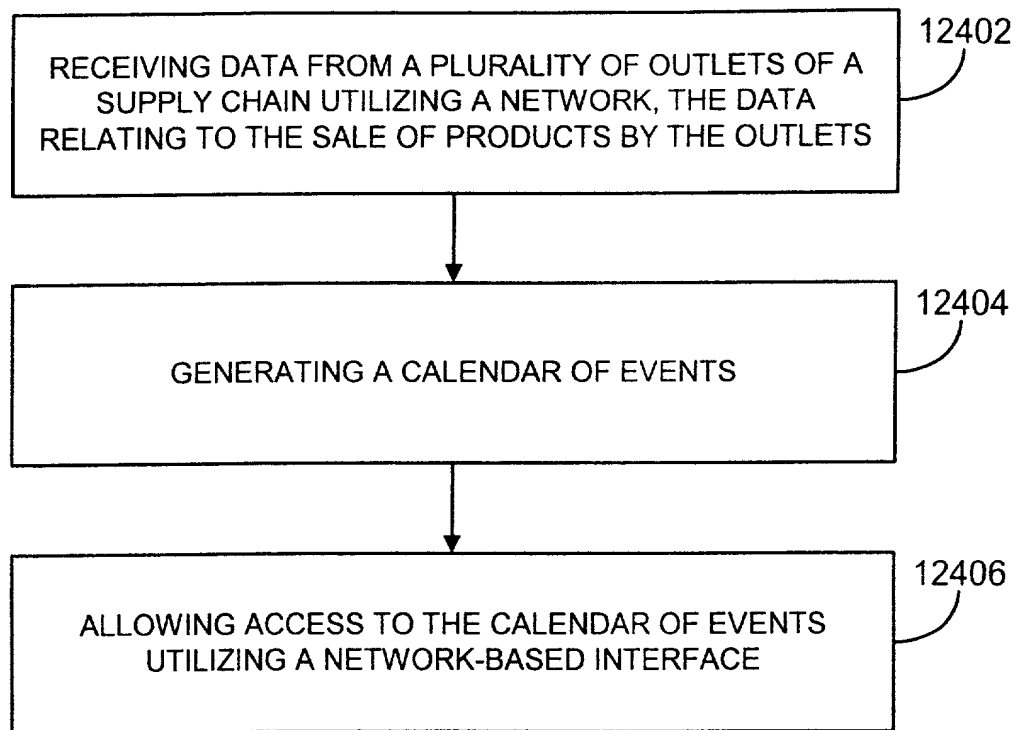 12402
RECEIVING DATA FROM A PLURALITY OF OUTLETS OF A
SUPPLY CHAIN UTILIZING A NETWORK, THE DATA
RELATING TO THE SALE OF PRODUCTS BY THE OUTLETS
12404
GENERATING A CALENDAR OF EVENTS
12406
ALLOWING ACCESS TO THE CALENDAR OF EVENTS
UTILIZING A NETWORK-BASED INTERFACE